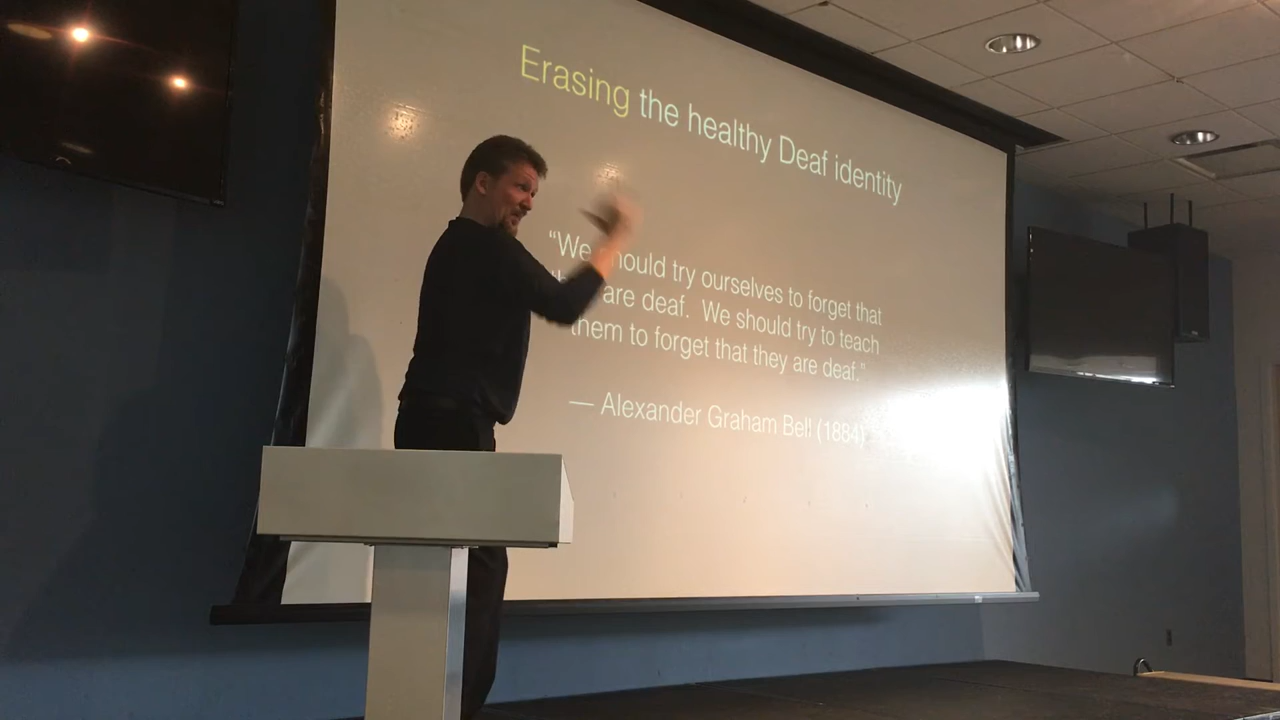 Erasing the healthy Deaf identity
“We should try ourselves to forget that
are deaf. We should try to teach
them to forget that they are deaf.”
— Alexander Graham Bell (1884)